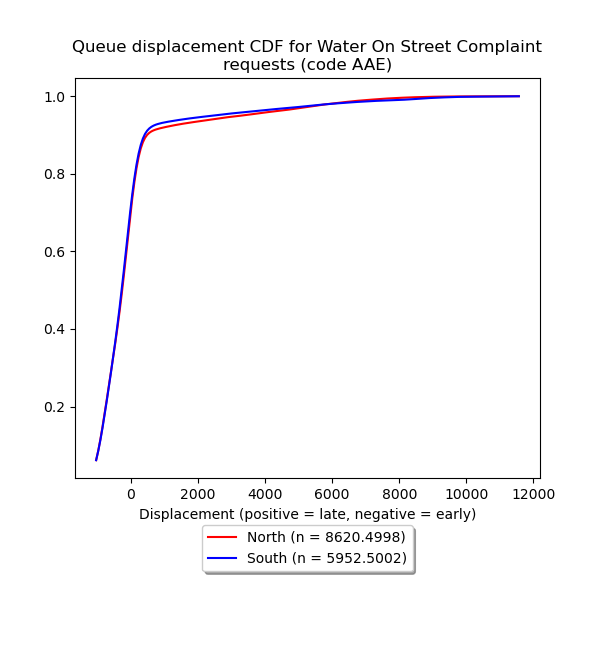 Queue displacement CDF for Water On Street Complaint
requests (code AAE)
1.0
0.8
0.6
0.4
0.2
0 2000 4000 6000 8000 10000 12000
Displacement (positive = late, negative = early)
North (n = 8620.4998)
South (n = 5952.5002)